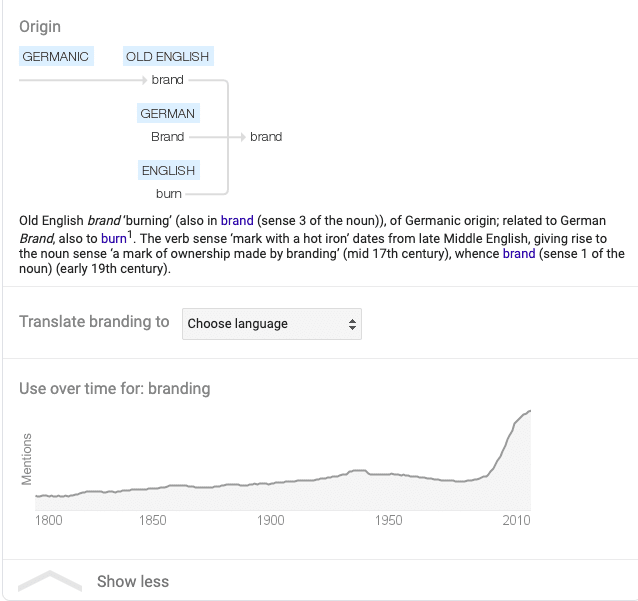 Origin
GERMANIC OLD ENGLISH
brand
GERMAN
Brand brand
ENGLISH
burn
Old English brand ‘burning’ (also in brand (sense 3 of the noun)), of Germanic origin; related to German
Brand, also to burn1. The verb sense ‘mark with a hot iron’ dates from late Middle English, giving rise to
the noun sense ‘a mark of ownership made by branding’ (mid 17th century), whence brand (sense 1 of the
noun) (early 19th century).
Translate branding to Choose language
Use over time for: branding
Mentions
1800 1850 1900 1950 2010
Show less